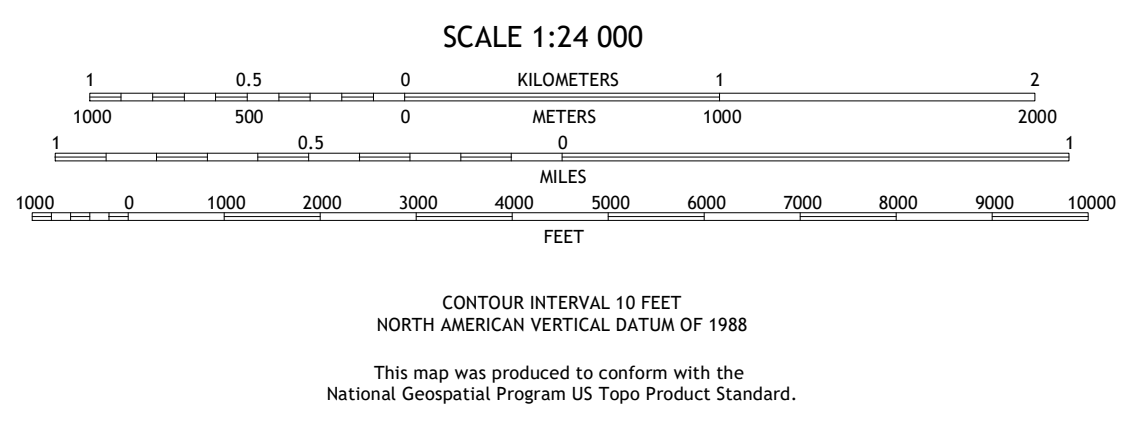 SCALE 1:24 000
1 0.5 0 KILOMETERS 1 2
1000 500 0 METERS 1000 2000
1 0.5 0 1
MILES
1000 0 1000 2000 3000 4000 5000 6000 7000 8000 9000 10000
FEET
CONTOUR INTERVAL 10 FEET
NORTH AMERICAN VERTICAL DATUM OF 1988
This map was produced to conform with the
National Geospatial Program US Topo Product Standard.